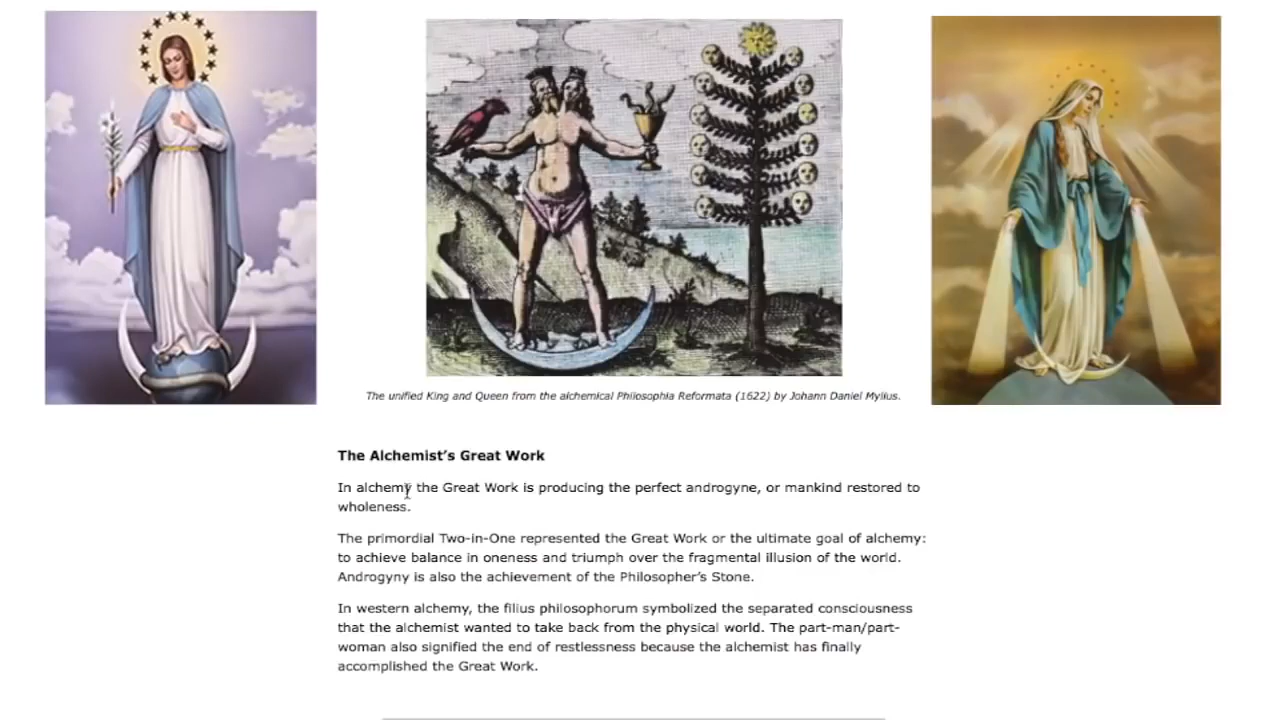 The unified King and Queen from the alchemical Philosophia Reformata (1622) by Johann Daniel Mylius.
The Alchemist's Great Work
In alchemy the Great Work is producing the perfect androgyne, or mankind restored to
wholeness.
The primordial Two-in-One represented the Great Work or the ultimate goal of alchemy:
to achieve balance in oneness and triumph over the fragmental illusion of the world.
Androgyny is also the achievement of the Philosopher's Stone.
In western alchemy, the filius philosophorum symbolized the separated consciousness
that the alchemist wanted to take back from the physical world. The part-man/part-
woman also signified the end of restlessness because the alchemist has finally
accomplished the Great Work.